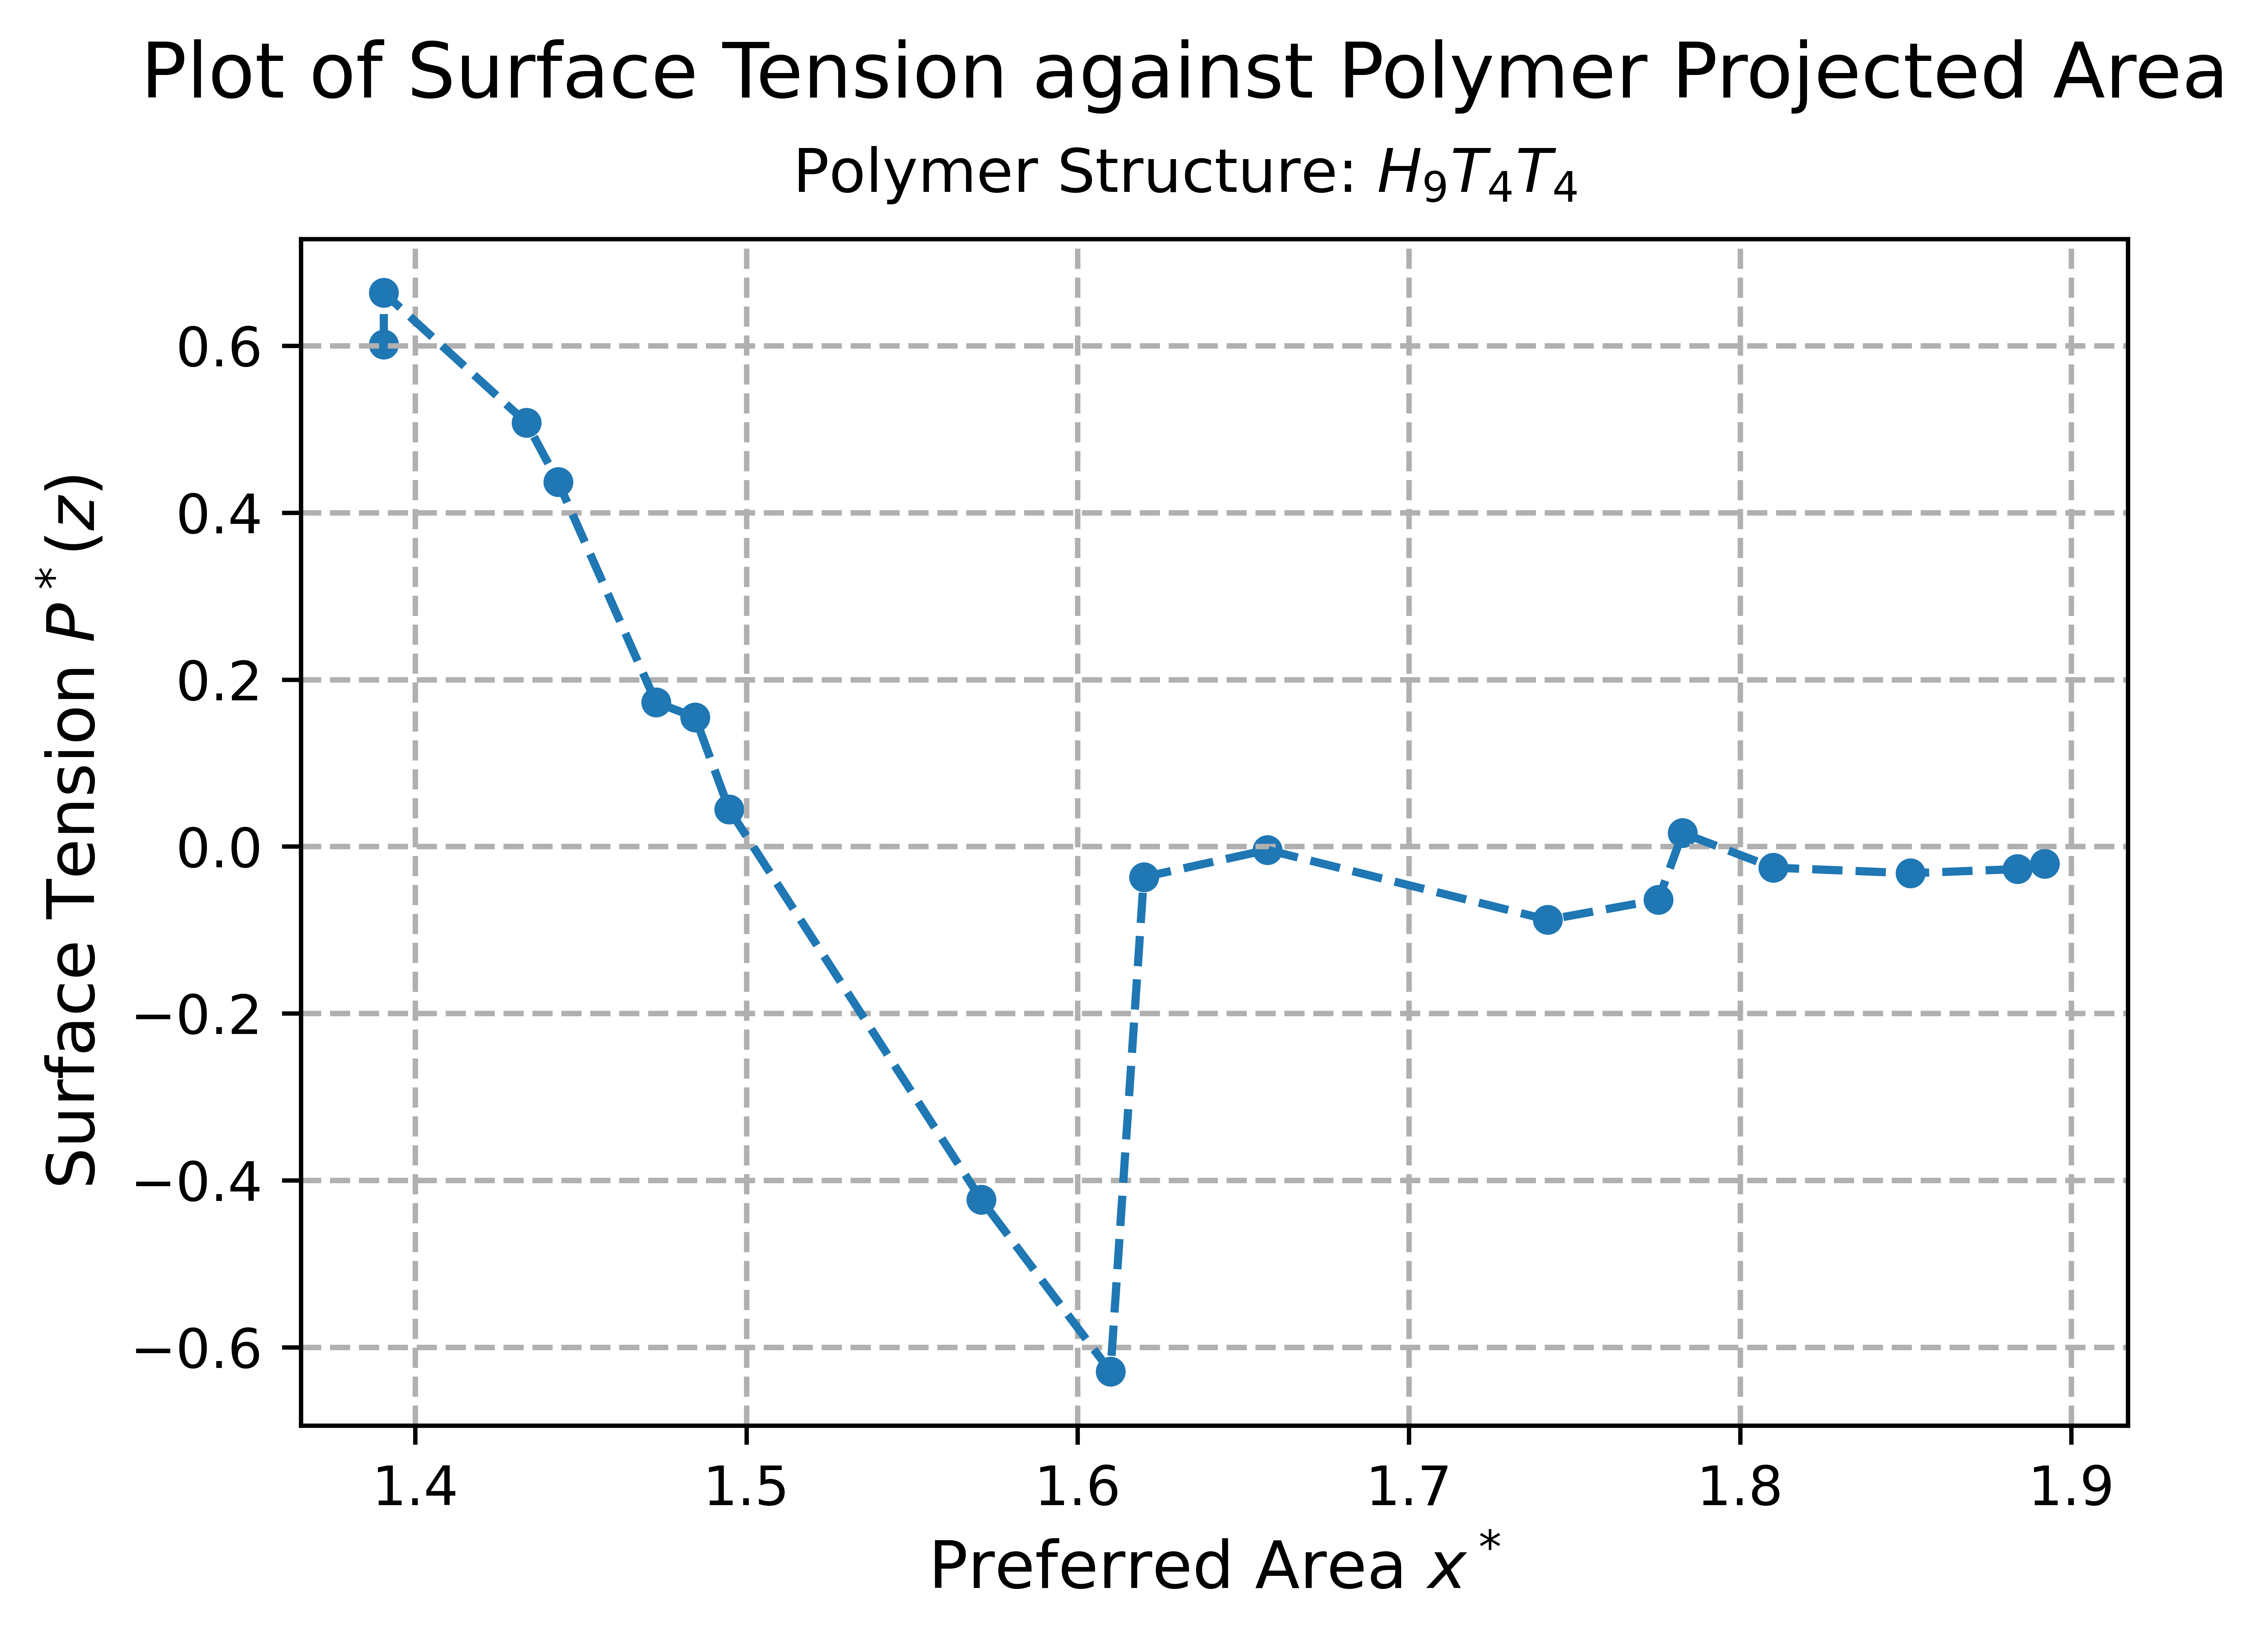 Plot of Surface Tension against Polymer Projected Area
Polymer Structure: H₉T₄T₄
Surface Tension P*(z)
0.6
0.4
0.2
0.0
−0.2
−0.4
−0.6
1.4 1.5 1.6 1.7 1.8 1.9
Preferred Area x*